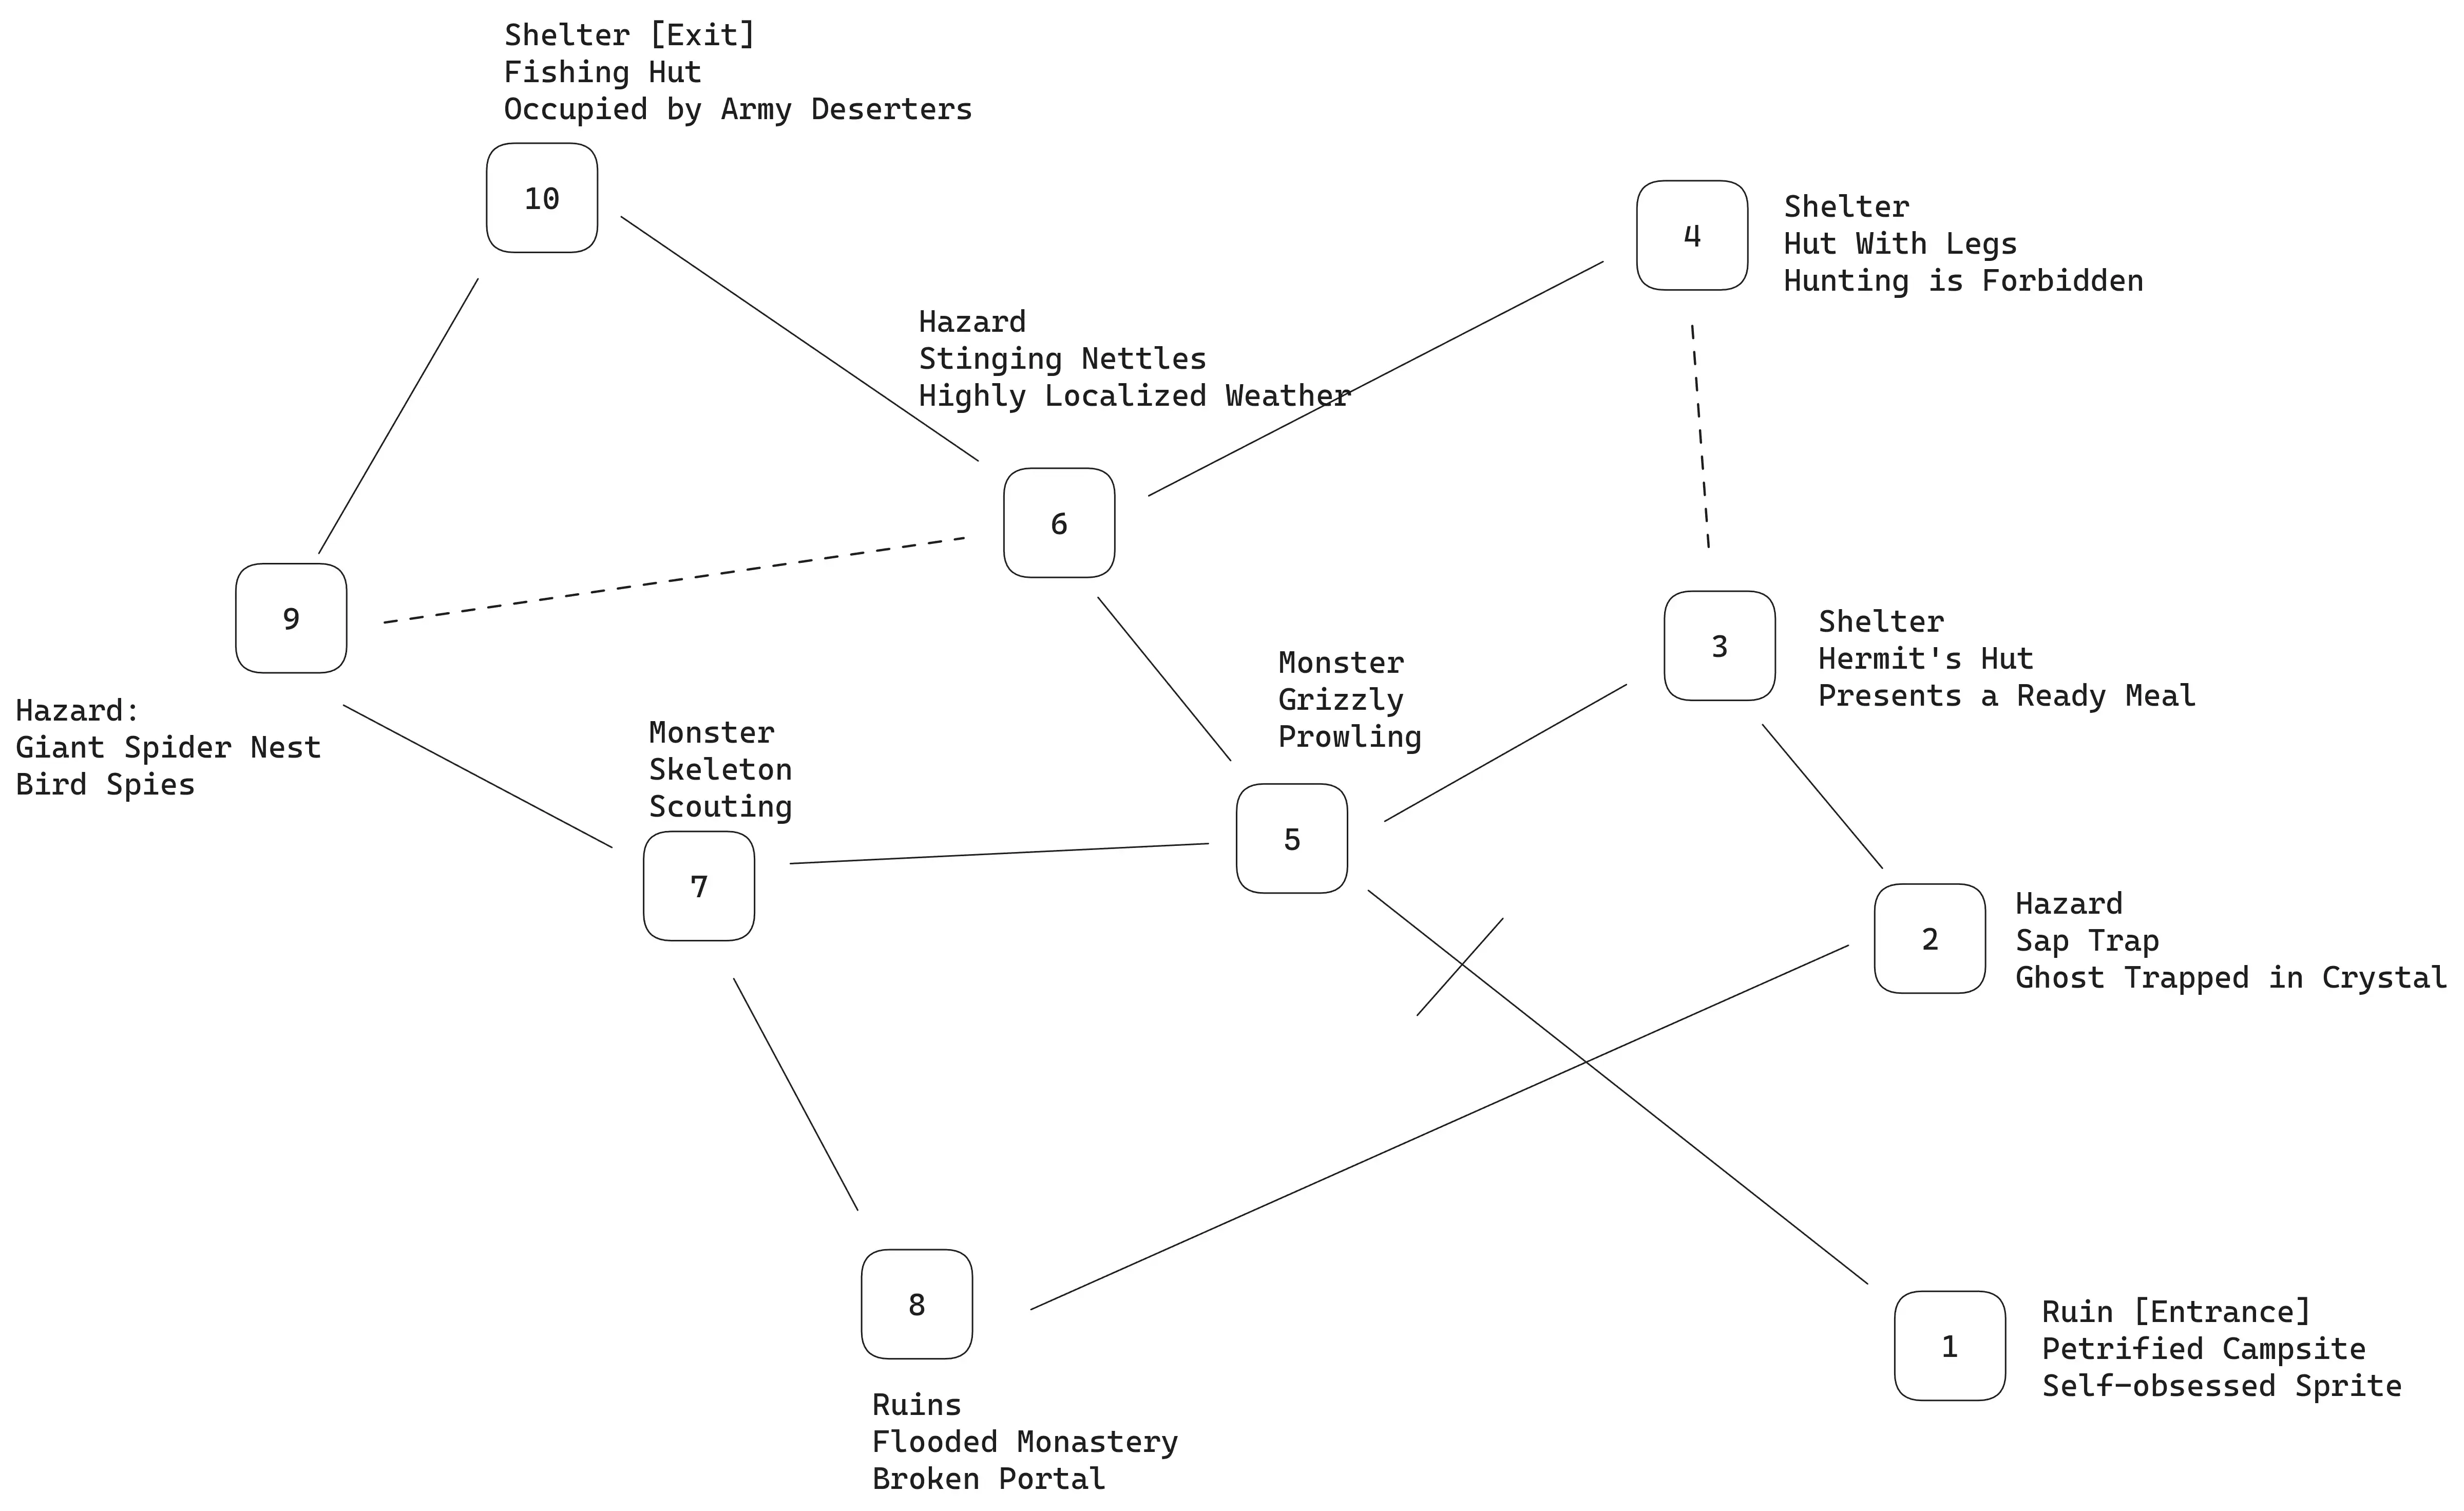 Shelter [Exit]
Fishing Hut
Occupied by Army Deserters
10
4
Shelter
Hut With Legs
Hunting is Forbidden
Hazard
Stinging Nettles
Highly Localized Weather
6
9
Hazard:
Giant Spider Nest
Bird Spies
3
Shelter
Hermit's Hut
Presents a Ready Meal
Monster
Grizzly
Prowling
5
Monster
Skeleton
Scouting
7
2
Hazard
Sap Trap
Ghost Trapped in Crystal
8
Ruins
Flooded Monastery
Broken Portal
1
Ruin [Entrance]
Petrified Campsite
Self-obsessed Sprite